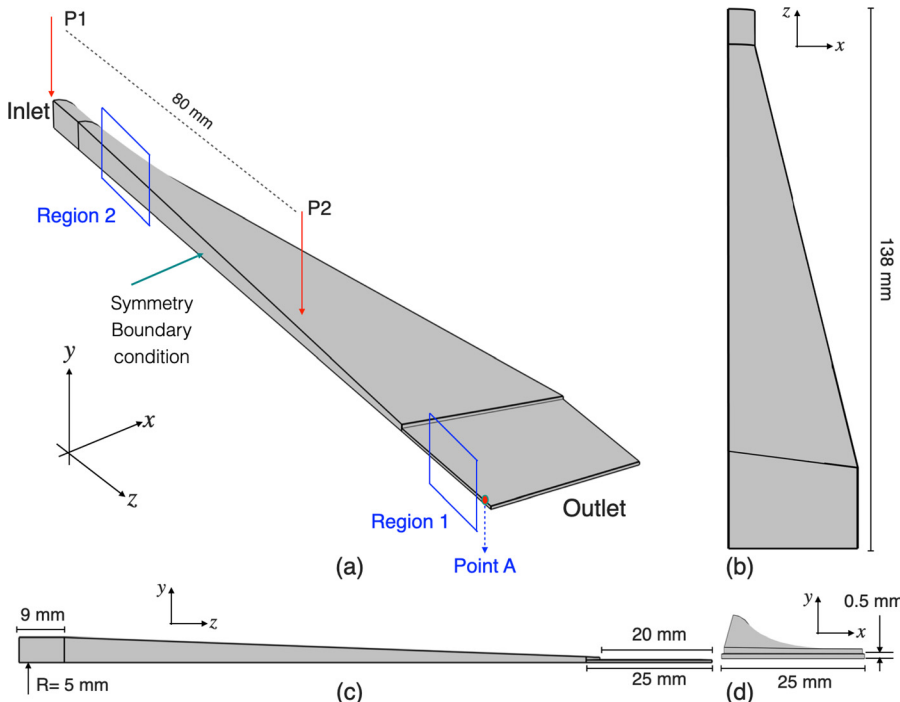 P1
Inlet
80 mm
Region 2
P2
Symmetry
Boundary
condition
y
x
z
Region 1
Outlet
Point A
(a)
z
x
138 mm
(b)
9 mm
y
z
20 mm
R= 5 mm
25 mm
(c)
y
x
0.5 mm
25 mm
(d)